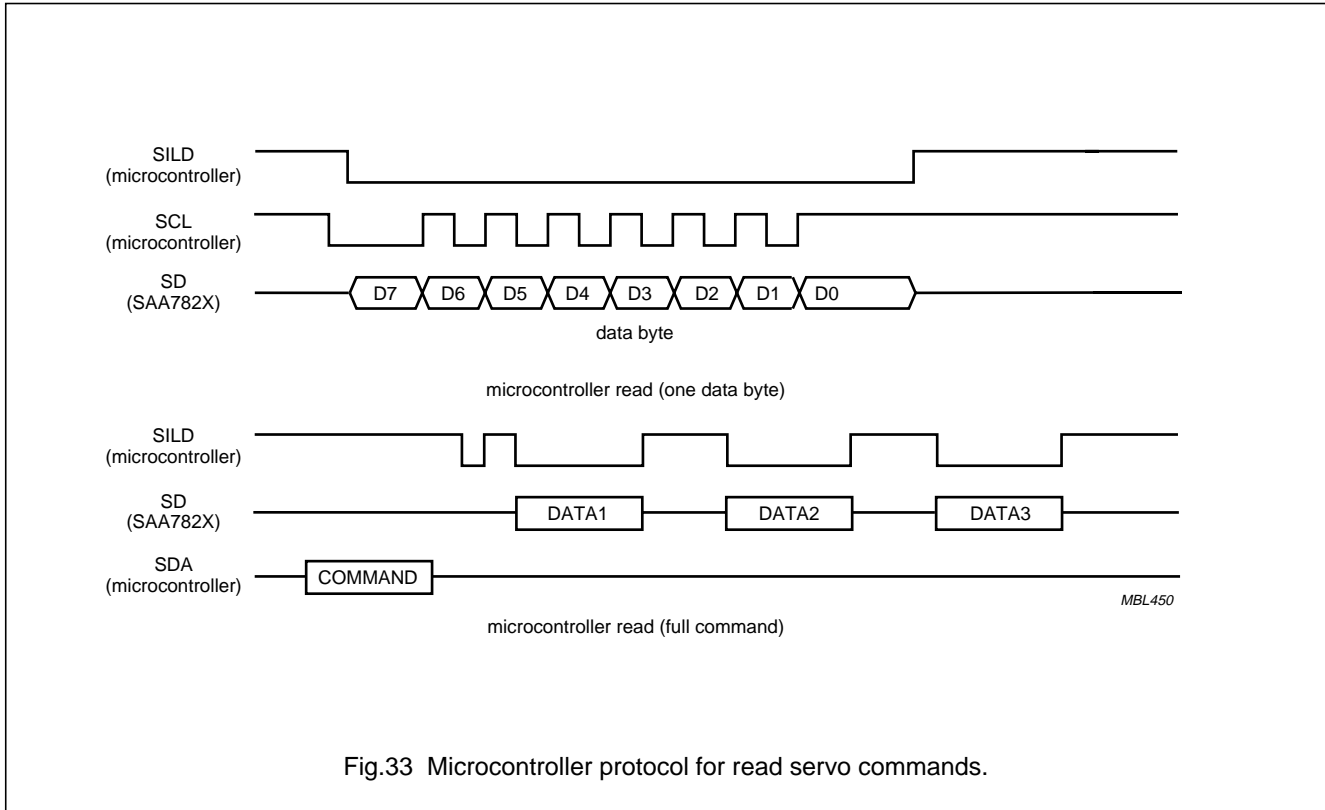 SILD
(microcontroller)
SCL
(microcontroller)
SD
(SAA782X)
D7 D6 D5 D4 D3 D2 D1 D0
data byte
microcontroller read (one data byte)
SILD
(microcontroller)
SD
(SAA782X)
DATA1 DATA2 DATA3
SDA
(microcontroller)
COMMAND
MBL450
microcontroller read (full command)
Fig.33 Microcontroller protocol for read servo commands.